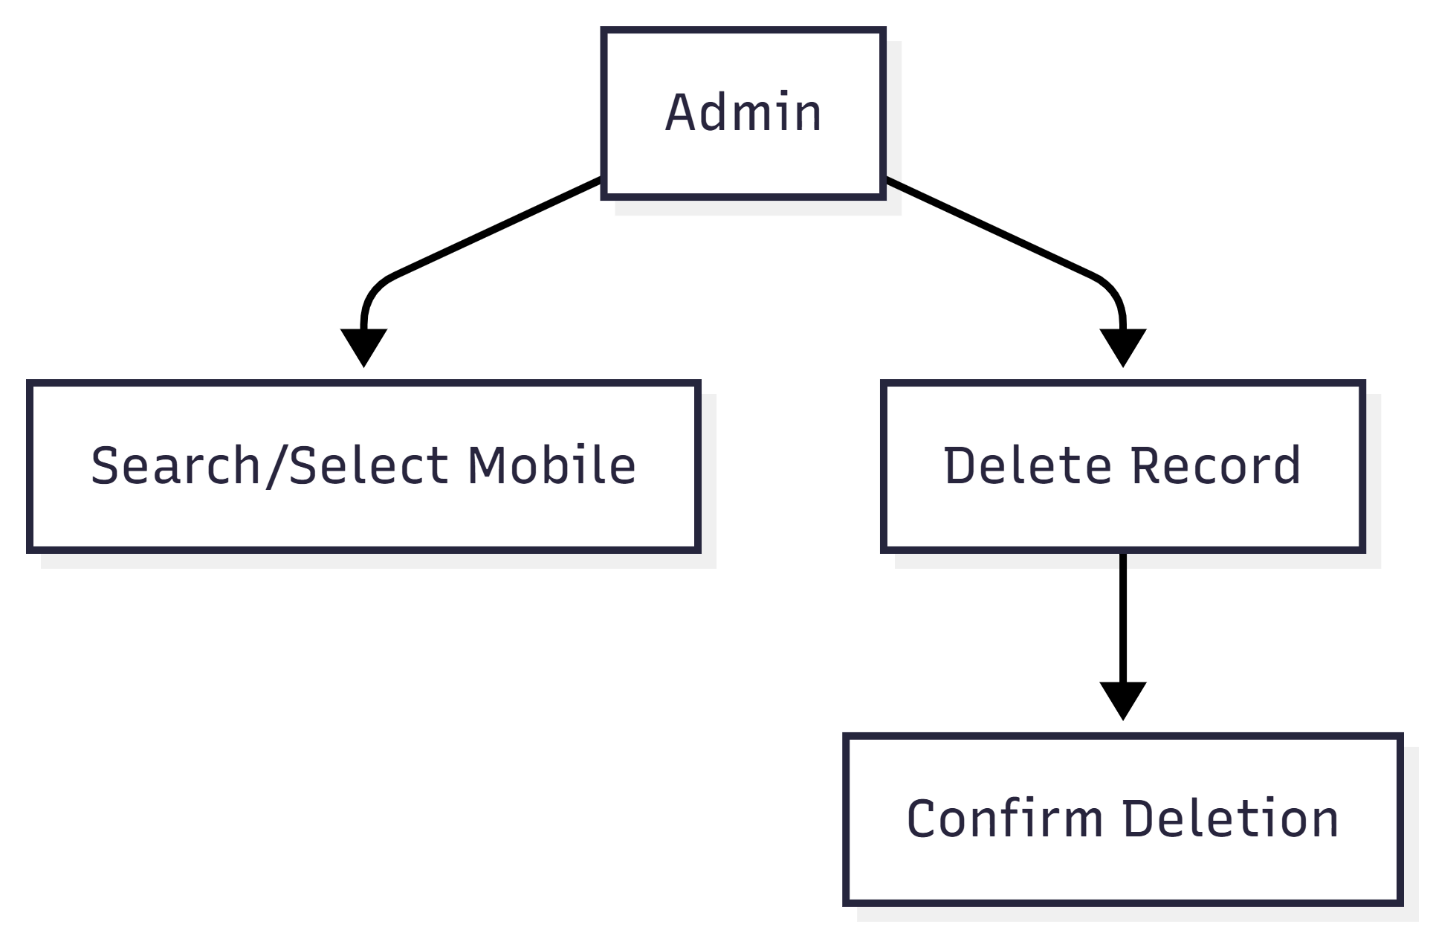 Admin
Search/Select Mobile
Delete Record
Confirm Deletion